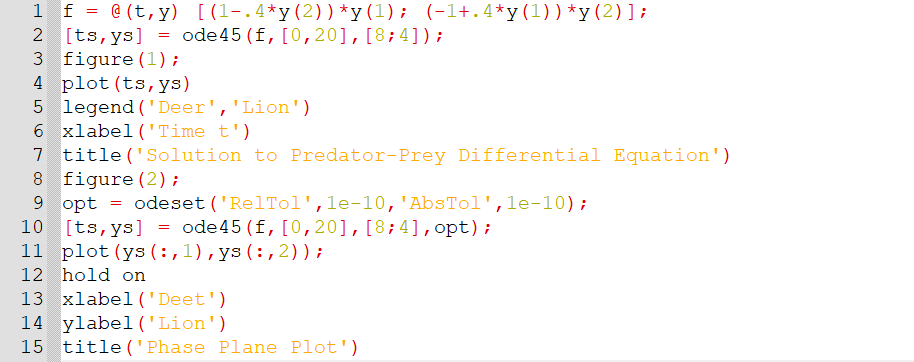 1 f = @(t,y) [(1-.4*y(2))*y(1); (-1+.4*y(1))*y(2)];
2 [ts,ys] = ode45(f,[0,20],[8;4]);
3 figure(1);
4 plot(ts,ys)
5 legend('Deer','Lion')
6 xlabel('Time t')
7 title('Solution to Predator-Prey Differential Equation')
8 figure(2);
9 opt = odeset('RelTol',1e-10,'AbsTol',1e-10);
10 [ts,ys] = ode45(f,[0,20],[8;4],opt);
11 plot(ys(:,1),ys(:,2));
12 hold on
13 xlabel('Deet')
14 ylabel('Lion')
15 title('Phase Plane Plot')